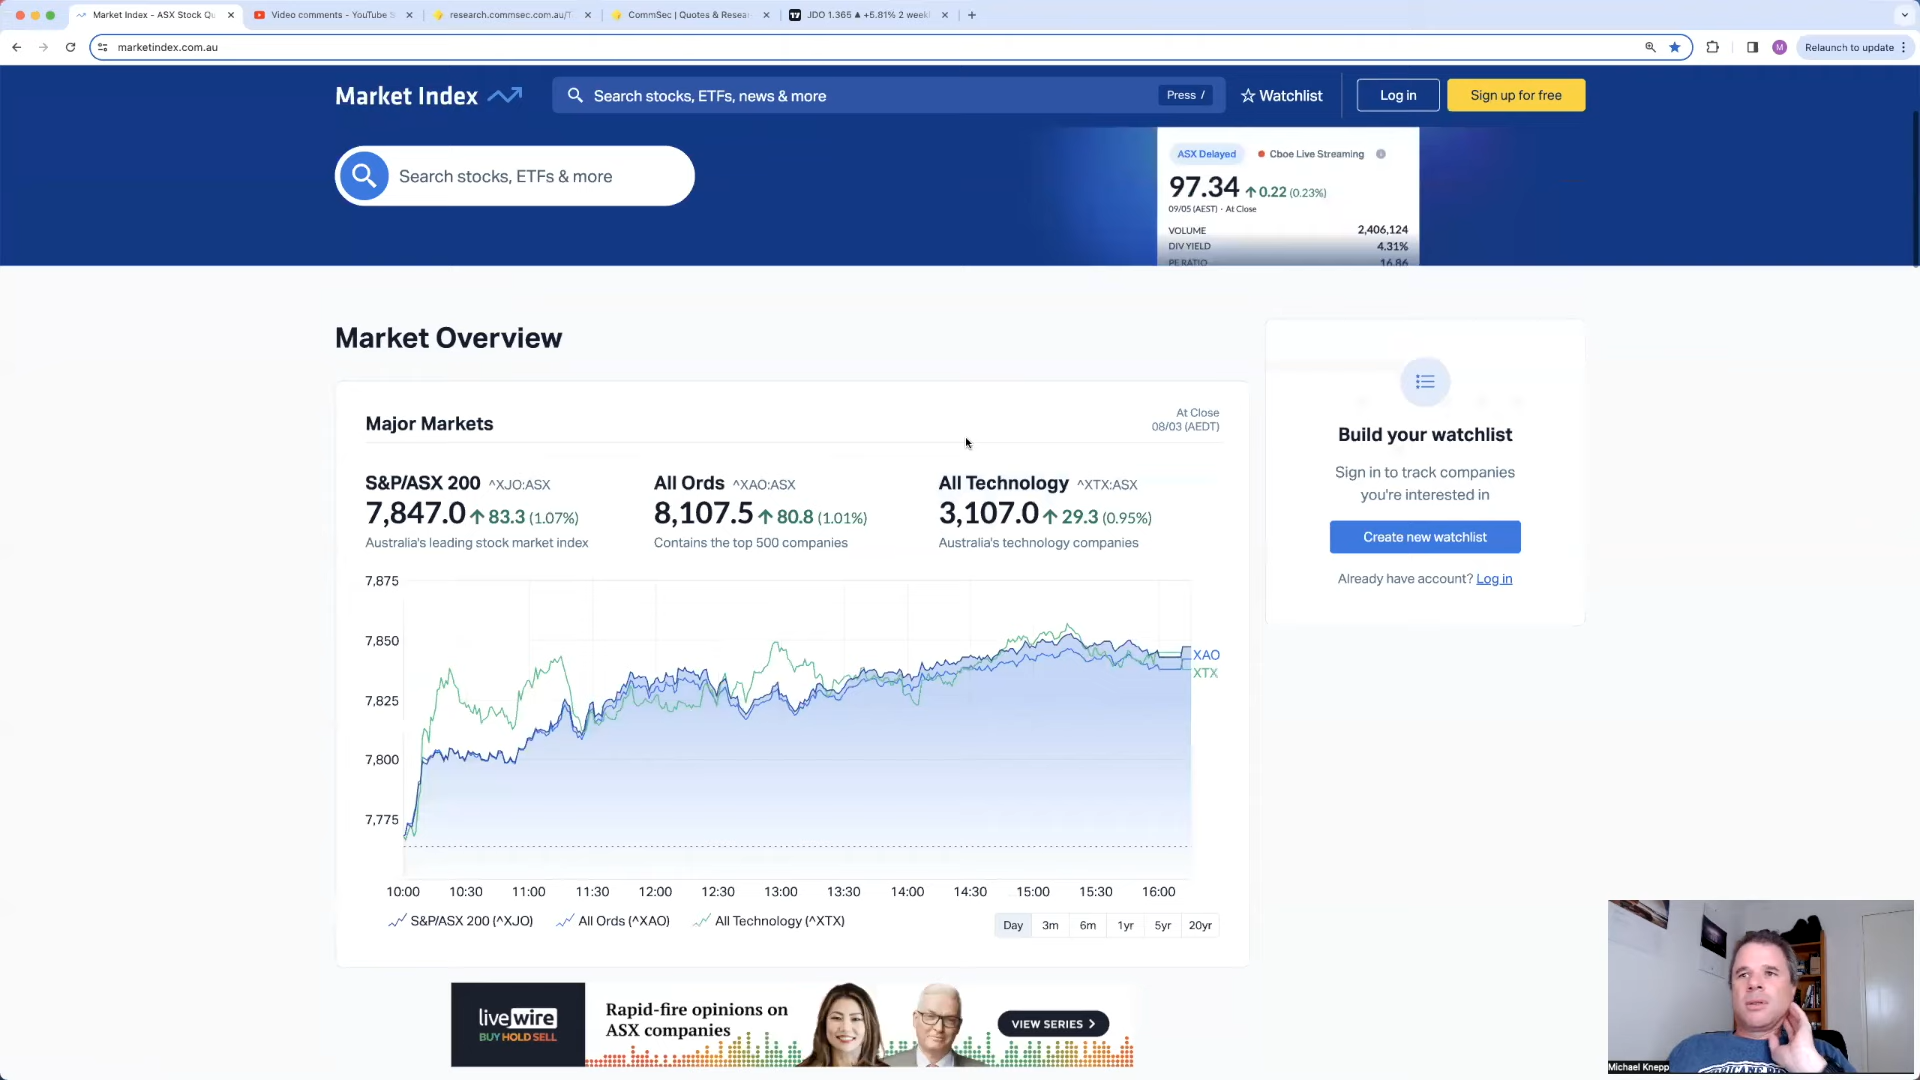 Market Index - ASX Stock Qu
Video comments - YouTube S
research.commsec.com.au/T
CommSec | Quotes & Resea
JDO 1.365 ▲ +5.81% 2 week
marketindex.com.au
M
Relaunch to update
Market Index
Search stocks, ETFs, news & more
Press /
Watchlist
Log in
Sign up for free
Search stocks, ETFs & more
ASX Delayed
Cboe Live Streaming
97.34 ↑ 0.22 (0.23%)
09/05 (AEST) · At Close
VOLUME 2,406,124
DIV YIELD 4.31%
PE RATIO 16.86
Market Overview
Major Markets
At Close
08/03 (AEDT)
S&P/ASX 200 ^XJO:ASX
7,847.0 ↑ 83.3 (1.07%)
Australia's leading stock market index
All Ords ^XAO:ASX
8,107.5 ↑ 80.8 (1.01%)
Contains the top 500 companies
All Technology ^XTX:ASX
3,107.0 ↑ 29.3 (0.95%)
Australia's technology companies
Build your watchlist
Sign in to track companies
you're interested in
Create new watchlist
Already have account? Log in
7,875
7,850
7,825
7,800
7,775
XAO
XTX
10:00 10:30 11:00 11:30 12:00 12:30 13:00 13:30 14:00 14:30 15:00 15:30 16:00
S&P/ASX 200 (^XJO) All Ords (^XAO) All Technology (^XTX)
Day 3m 6m 1yr 5yr 20yr
livewire
BUY HOLD SELL
Rapid-fire opinions on
ASX companies
VIEW SERIES
Michael Knepp